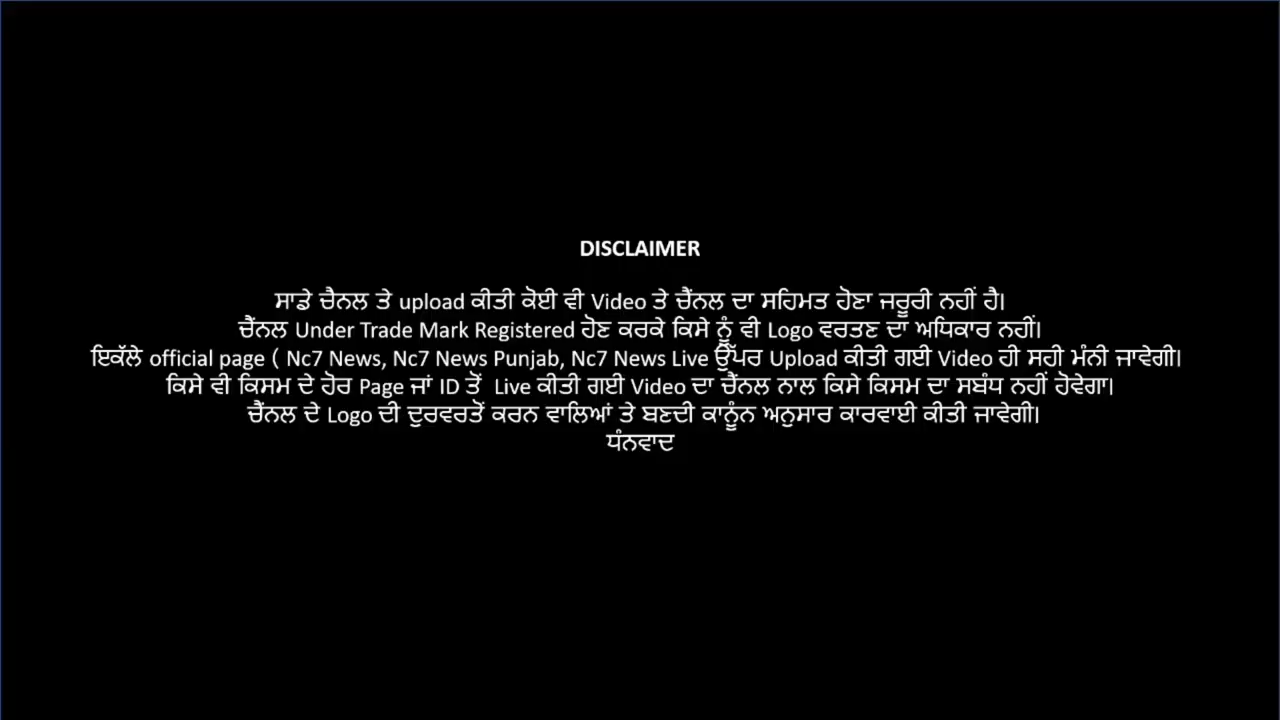 DISCLAIMER
ਸਾਡੇ ਚੈਨਲ ਤੇ upload ਕੀਤੀ ਕੋਈ ਵੀ Video ਤੇ ਚੈੱਨਲ ਦਾ ਸਹਿਮਤ ਹੋਣਾ ਜਰੂਰੀ ਨਹੀਂ ਹੈ।
ਚੈੱਨਲ Under Trade Mark Registered ਹੋਣ ਕਰਕੇ ਕਿਸੇ ਨੂੰ ਵੀ Logo ਵਰਤਣ ਦਾ ਅਧਿਕਾਰ ਨਹੀਂ।
ਇਕੱਲੇ official page ( Nc7 News, Nc7 News Punjab, Nc7 News Live ਉੱਪਰ Upload ਕੀਤੀ ਗਈ Video ਹੀ ਸਹੀ ਮੰਨੀ ਜਾਵੇਗੀ।
ਕਿਸੇ ਵੀ ਕਿਸਮ ਦੇ ਹੋਰ Page ਜਾਂ ID ਤੋਂ Live ਕੀਤੀ ਗਈ Video ਦਾ ਚੈੱਨਲ ਨਾਲ ਕਿਸੇ ਕਿਸਮ ਦਾ ਸਬੰਧ ਨਹੀਂ ਹੋਵੇਗਾ।
ਚੈੱਨਲ ਦੇ Logo ਦੀ ਦੁਰਵਰਤੋਂ ਕਰਨ ਵਾਲਿਆਂ ਤੇ ਬਣਦੀ ਕਾਨੂੰਨ ਅਨੁਸਾਰ ਕਾਰਵਾਈ ਕੀਤੀ ਜਾਵੇਗੀ।
ਧੰਨਵਾਦ